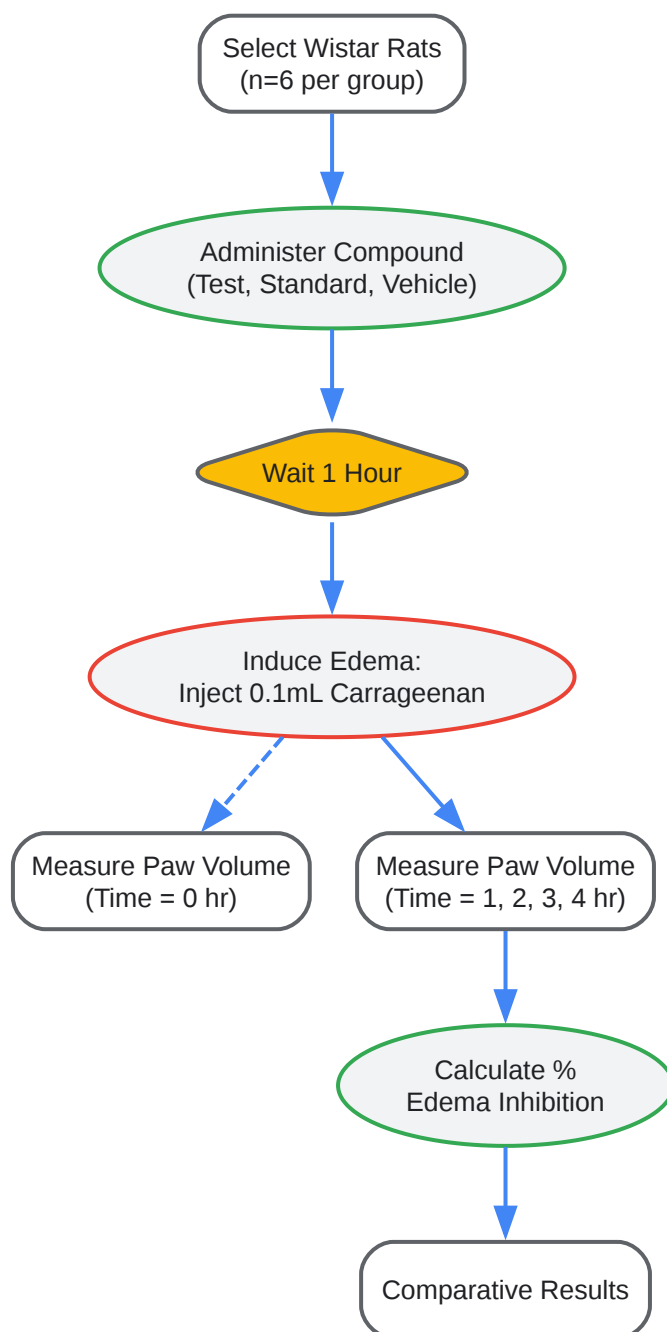 Select Wistar Rats
(n=6 per group)
Administer Compound
(Test, Standard, Vehicle)
Wait 1 Hour
Induce Edema:
Inject 0.1mL Carrageenan
Measure Paw Volume
(Time = 0 hr)
Measure Paw Volume
(Time = 1, 2, 3, 4 hr)
Calculate %
Edema Inhibition
Comparative Results